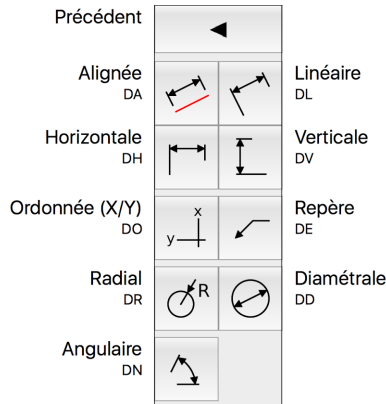 Précédent
Alignée
DA
Linéaire
DL
Horizontale
DH
Verticale
DV
Ordonnée (X/Y)
DO
x
y
Repère
DE
Radial
DR
R
Diamétrale
DD
Angulaire
DN